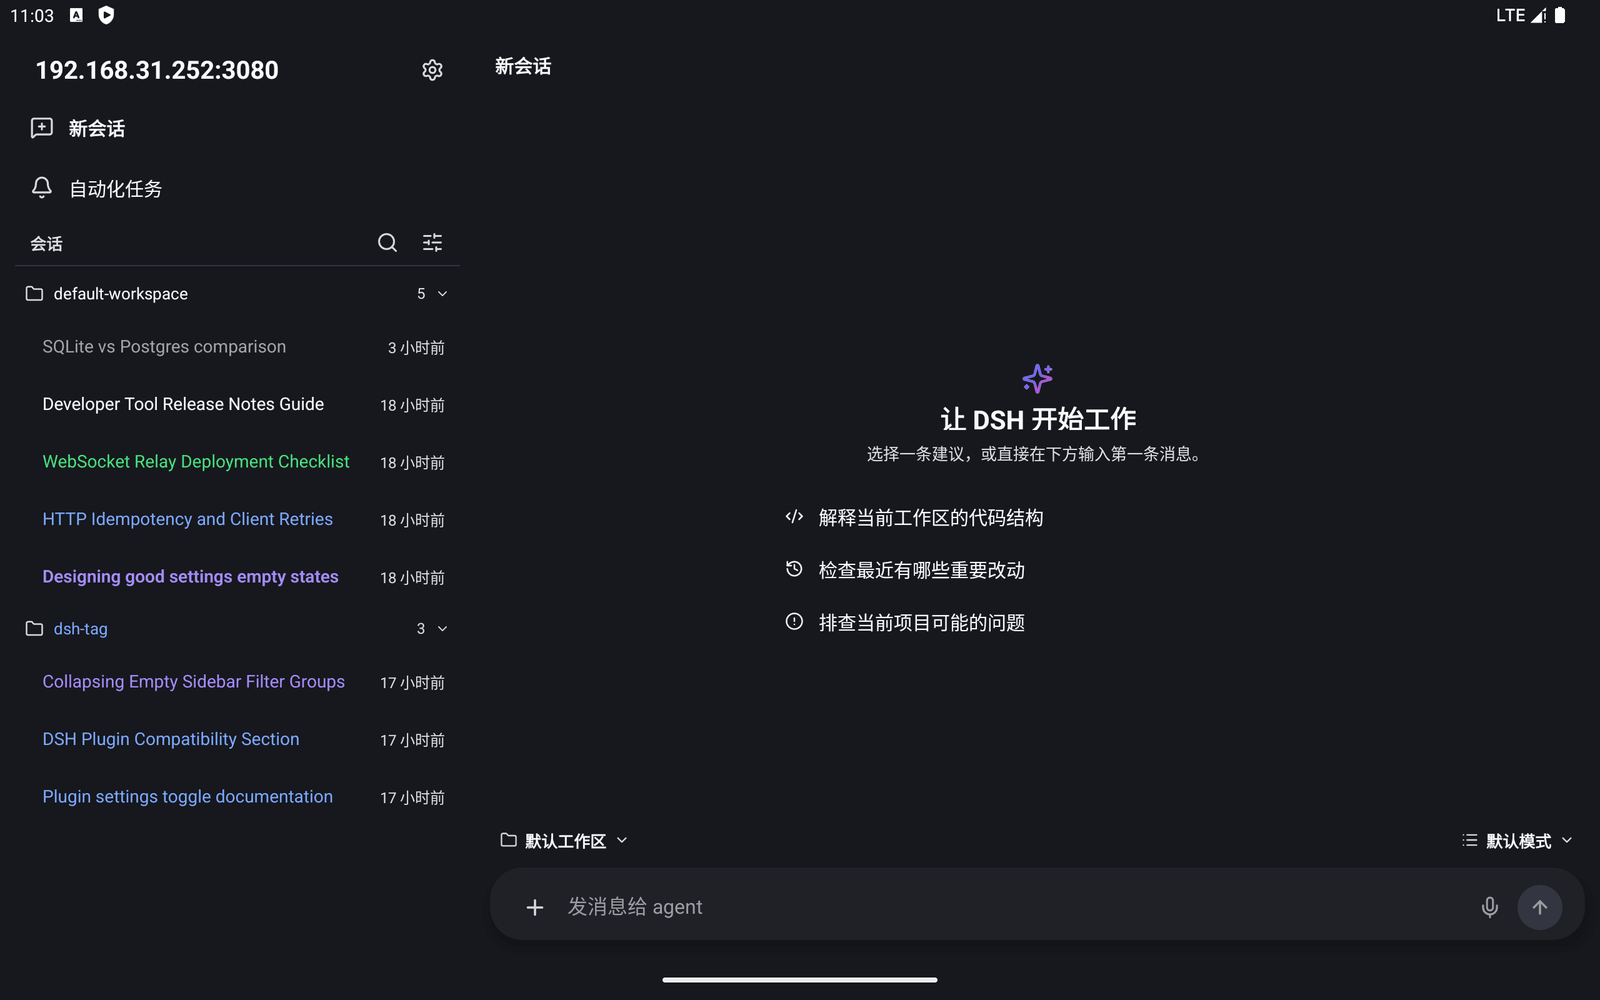 11:03
LTE
192.168.31.252:3080
新会话
自动化任务
会话
default-workspace 5
SQLite vs Postgres comparison 3 小时前
Developer Tool Release Notes Guide 18 小时前
WebSocket Relay Deployment Checklist 18 小时前
HTTP Idempotency and Client Retries 18 小时前
Designing good settings empty states 18 小时前
dsh-tag 3
Collapsing Empty Sidebar Filter Groups 17 小时前
DSH Plugin Compatibility Section 17 小时前
Plugin settings toggle documentation 17 小时前
新会话
让 DSH 开始工作
选择一条建议，或直接在下方输入第一条消息。
解释当前工作区的代码结构
检查最近有哪些重要改动
排查当前项目可能的问题
默认工作区
默认模式
发消息给 agent